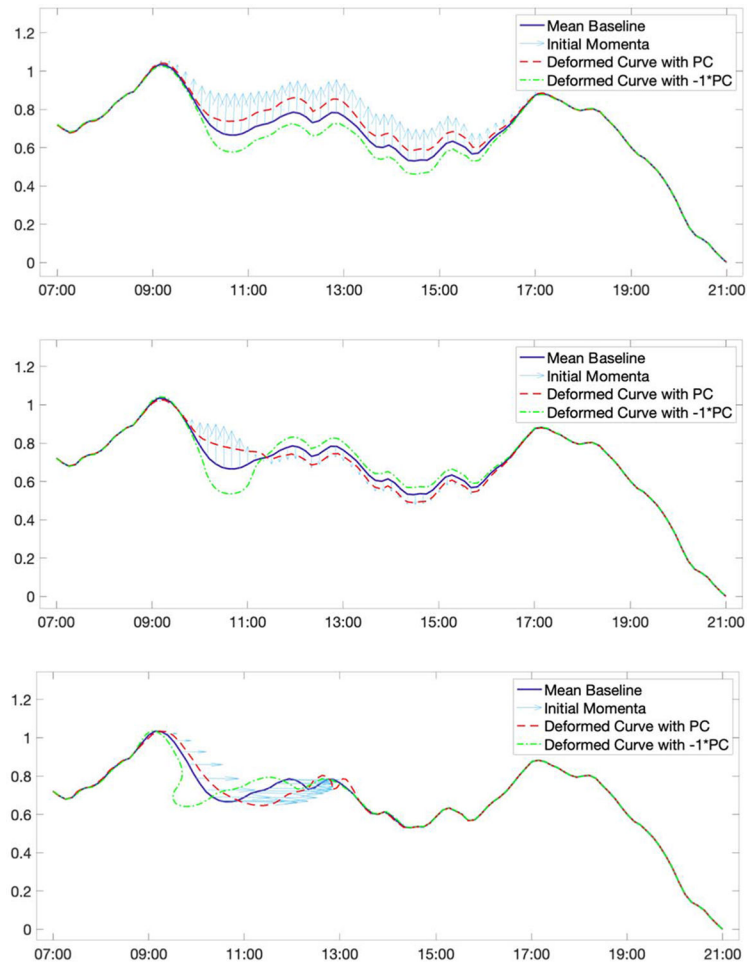 Mean Baseline
Initial Momenta
Deformed Curve with PC
Deformed Curve with -1*PC
1.2
1
0.8
0.6
0.4
0.2
0
07:00 09:00 11:00 13:00 15:00 17:00 19:00 21:00
Mean Baseline
Initial Momenta
Deformed Curve with PC
Deformed Curve with -1*PC
1.2
1
0.8
0.6
0.4
0.2
0
07:00 09:00 11:00 13:00 15:00 17:00 19:00 21:00
Mean Baseline
Initial Momenta
Deformed Curve with PC
Deformed Curve with -1*PC
1.2
1
0.8
0.6
0.4
0.2
0
07:00 09:00 11:00 13:00 15:00 17:00 19:00 21:00